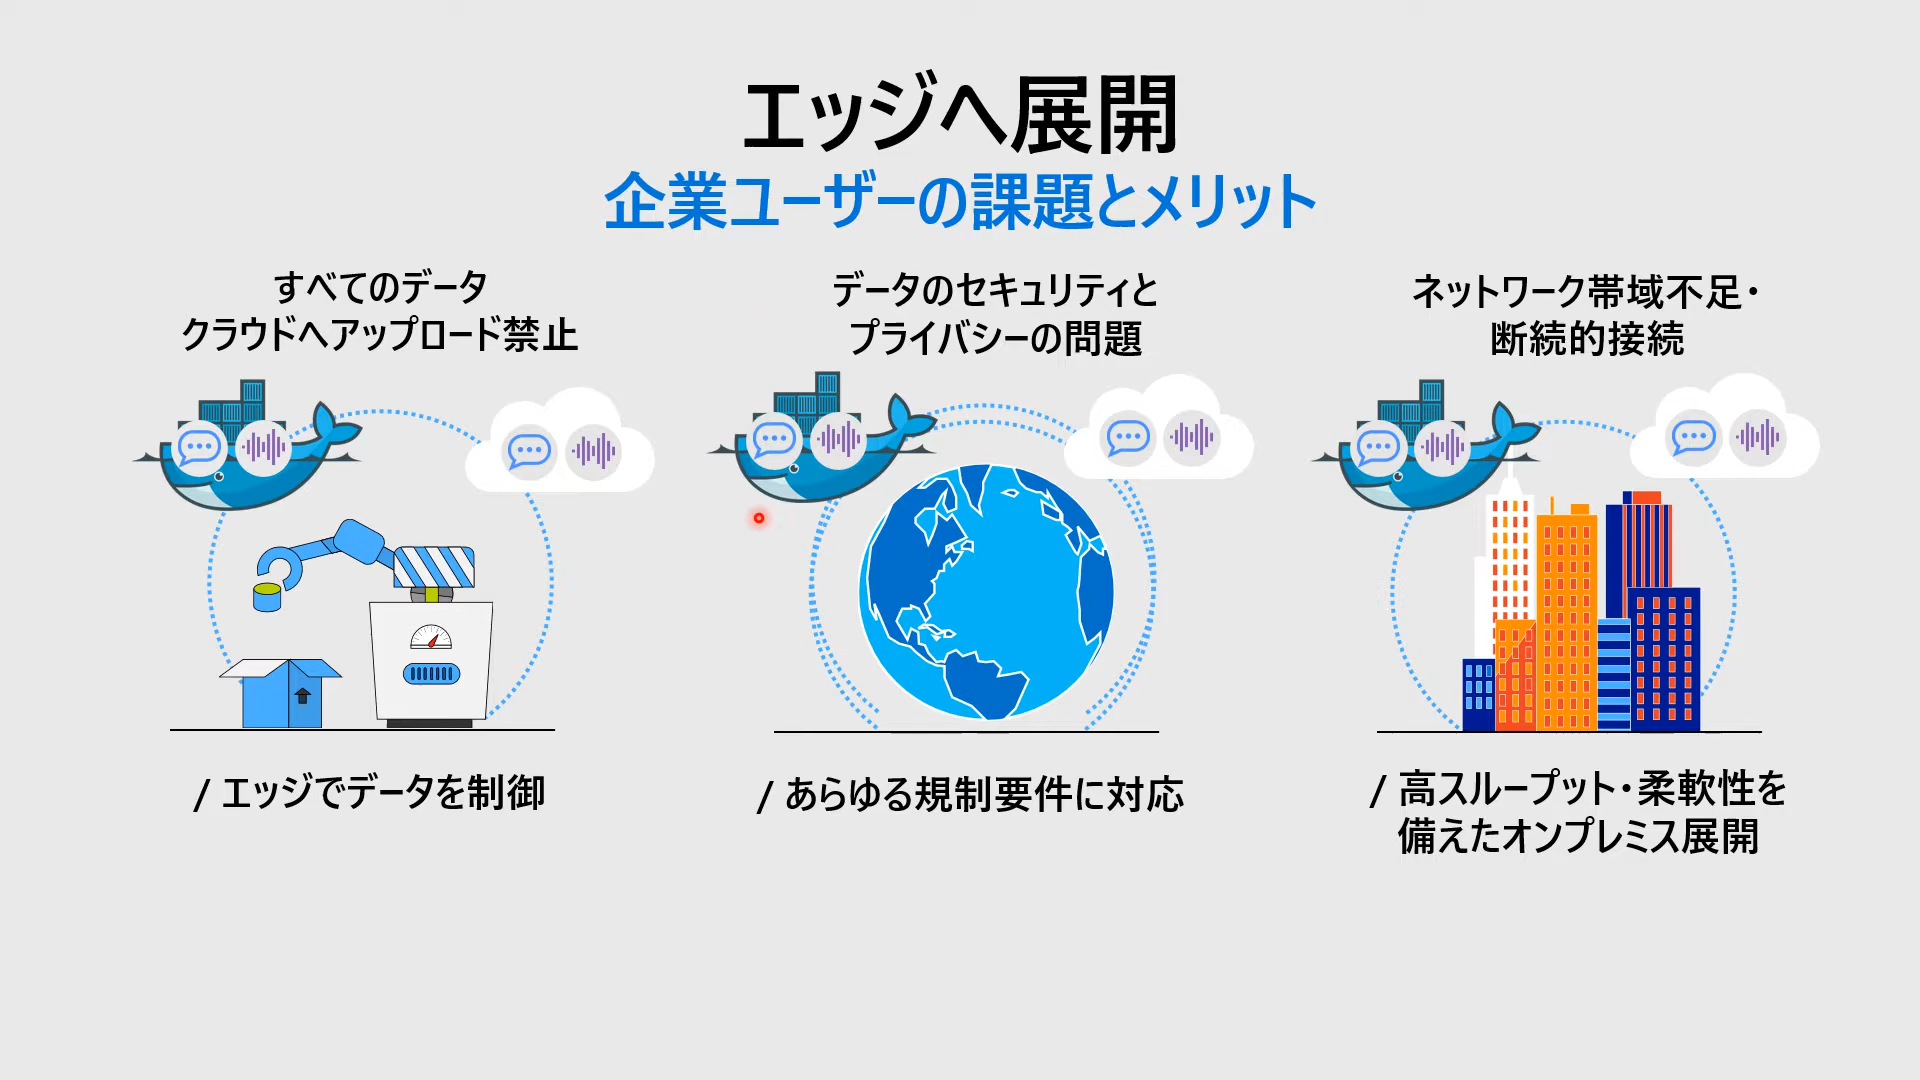 エッジへ展開
企業ユーザーの課題とメリット
すべてのデータ
クラウドへアップロード禁止
/ エッジでデータを制御
データのセキュリティと
プライバシーの問題
/ あらゆる規制要件に対応
ネットワーク帯域不足・
断続的接続
/ 高スループット・柔軟性を
備えたオンプレミス展開